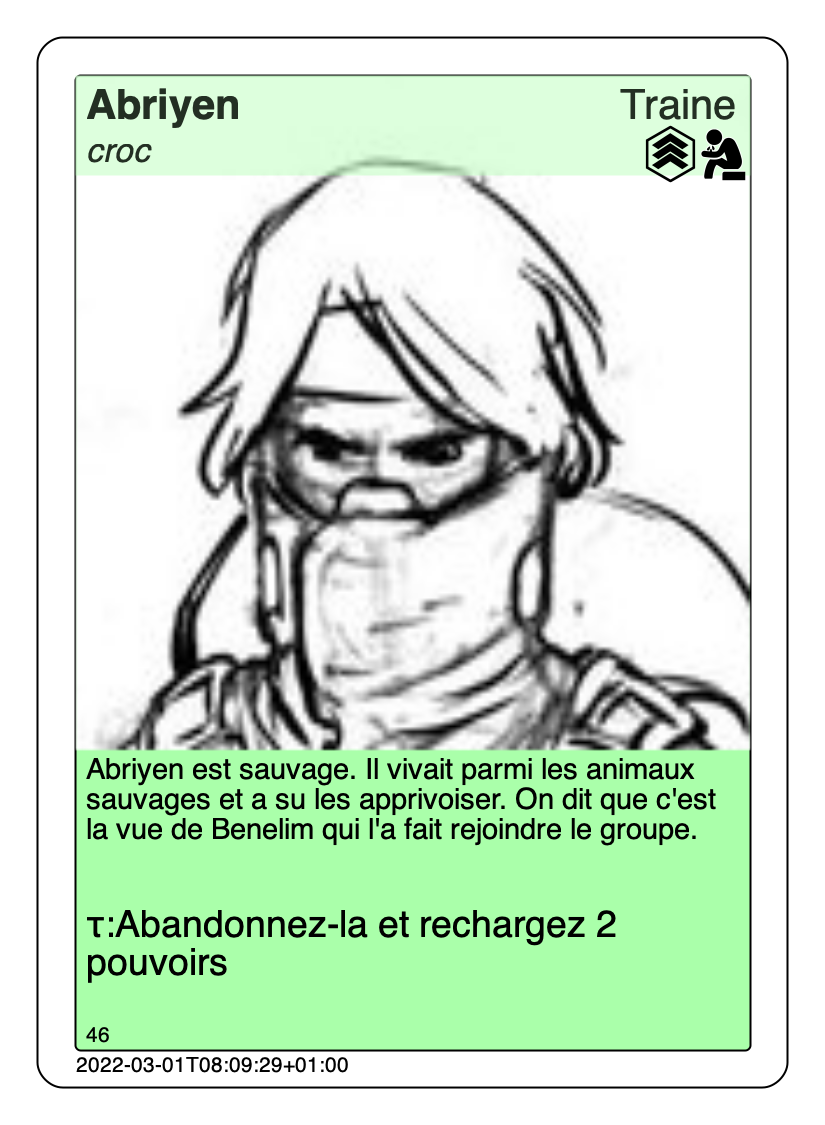 Abriyen
Traine
croc
Abriyen est sauvage. Il vivait parmi les animaux
sauvages et a su les apprivoiser. On dit que c'est
la vue de Benelim qui l'a fait rejoindre le groupe.
τ:Abandonnez-la et rechargez 2
pouvoirs
46
2022-03-01T08:09:29+01:00